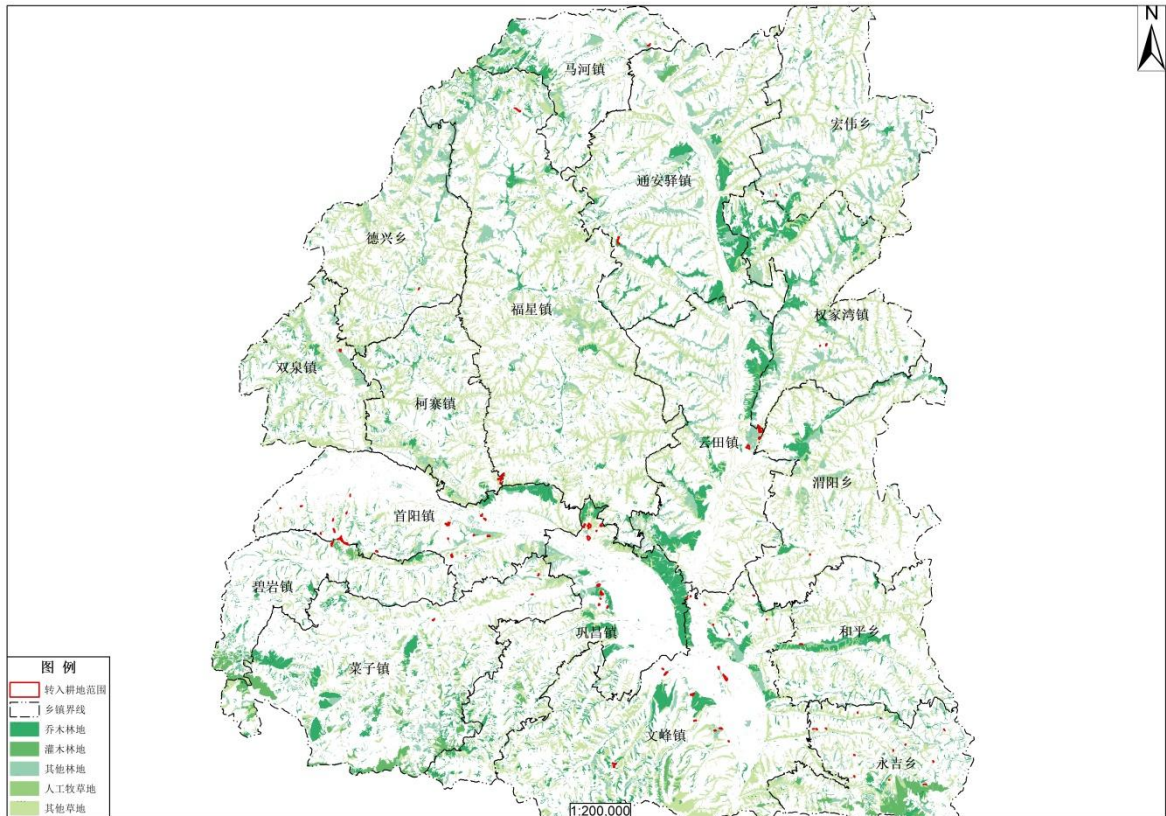 N
马河镇
宏伟乡
通安驿镇
德兴乡
福星镇
权家湾镇
双泉镇
柯寨镇
云田镇
渭阳乡
首阳镇
碧岩镇
巩昌镇
和平乡
菜子镇
文峰镇
永吉乡
图 例
转入耕地范围
乡镇界线
乔木林地
灌木林地
其他林地
人工牧草地
其他草地
1:200,000